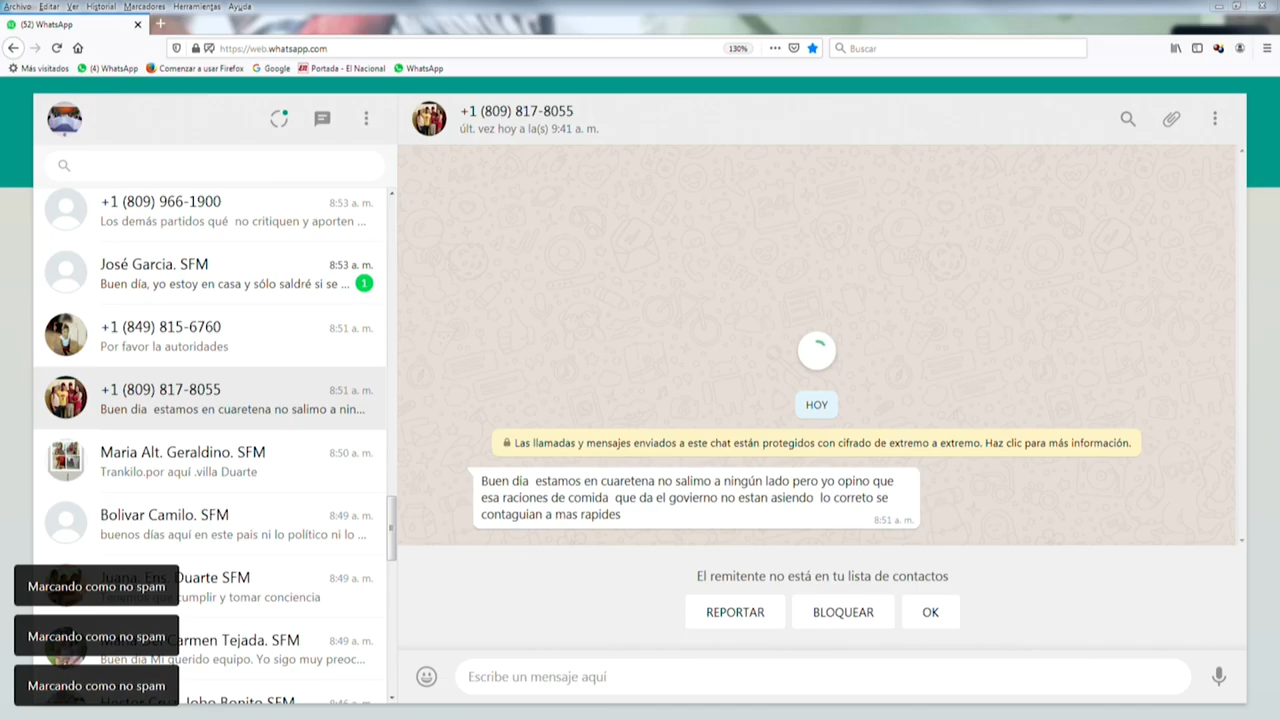 Archivo Editar Ver Historial Marcadores Herramientas Ayuda
(52) WhatsApp
https://web.whatsapp.com
130%
Buscar
Más visitados (4) WhatsApp Comenzar a usar Firefox Google Portada - El Nacional WhatsApp
+1 (809) 966-1900 8:53 a. m.
Los demás partidos qué no critiquen y aporten ...
José Garcia. SFM 8:53 a. m.
Buen día, yo estoy en casa y sólo saldré si se ... 1
+1 (849) 815-6760 8:51 a. m.
Por favor la autoridades
+1 (809) 817-8055 8:51 a. m.
Buen dia estamos en cuaretena no salimo a nin...
Maria Alt. Geraldino. SFM 8:50 a. m.
Trankilo.por aquí .villa Duarte
Bolivar Camilo. SFM 8:49 a. m.
buenos días aquí en este pais ni lo político ni lo ...
Juana. Ens. Duarte SFM 8:49 a. m.
cumplir y tomar conciencia
Marcando como no spam
Carmen Tejada. SFM 8:49 a. m.
Marcando como no spam
Buen dia Mi querido equipo. Yo sigo muy preoc...
Marcando como no spam
+1 (809) 817-8055
últ. vez hoy a la(s) 9:41 a. m.
HOY
Las llamadas y mensajes enviados a este chat están protegidos con cifrado de extremo a extremo. Haz clic para más información.
Buen dia estamos en cuaretena no salimo a ningún lado pero yo opino que
esa raciones de comida que da el govierno no estan asiendo lo correto se
contaguian a mas rapides
8:51 a. m.
El remitente no está en tu lista de contactos
REPORTAR BLOQUEAR OK
Escribe un mensaje aquí